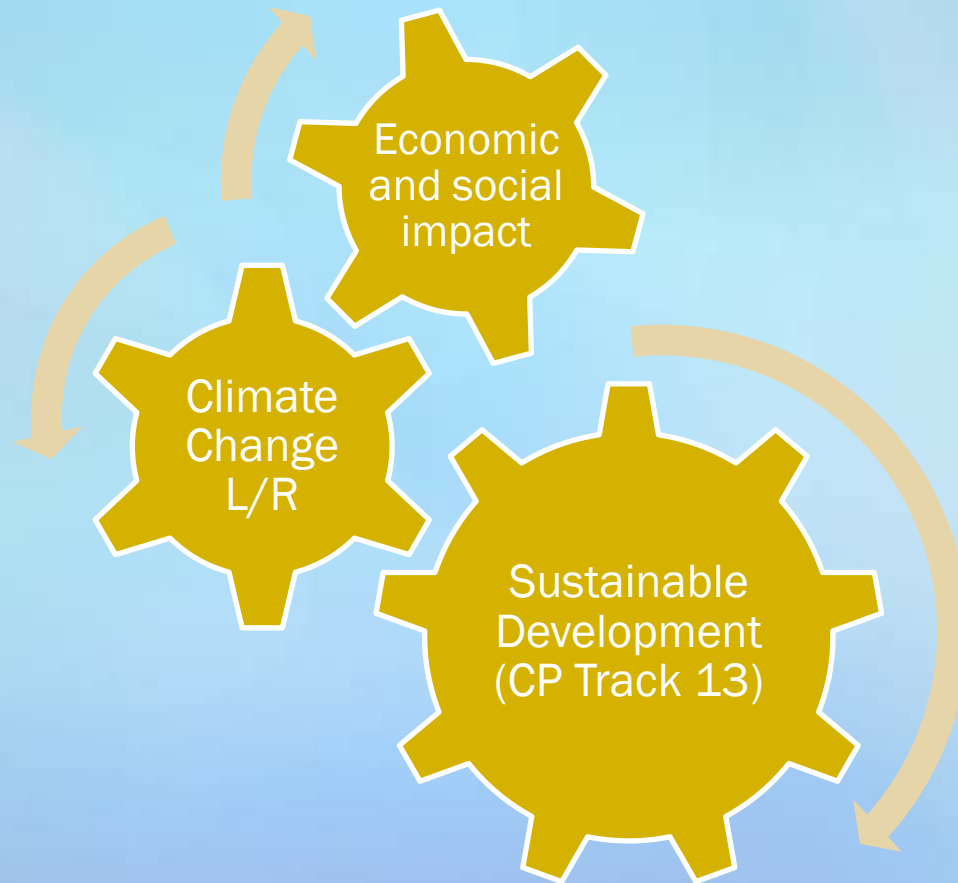 Economic
and social
impact
Climate
Change
L/R
Sustainable
Development
(CP Track 13)